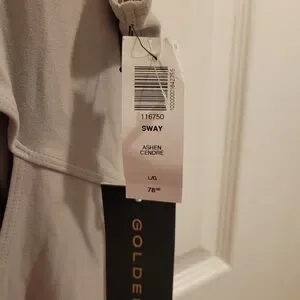 116750
SWAY
ASHEN
CENDRE
L/G
78
GOLDE